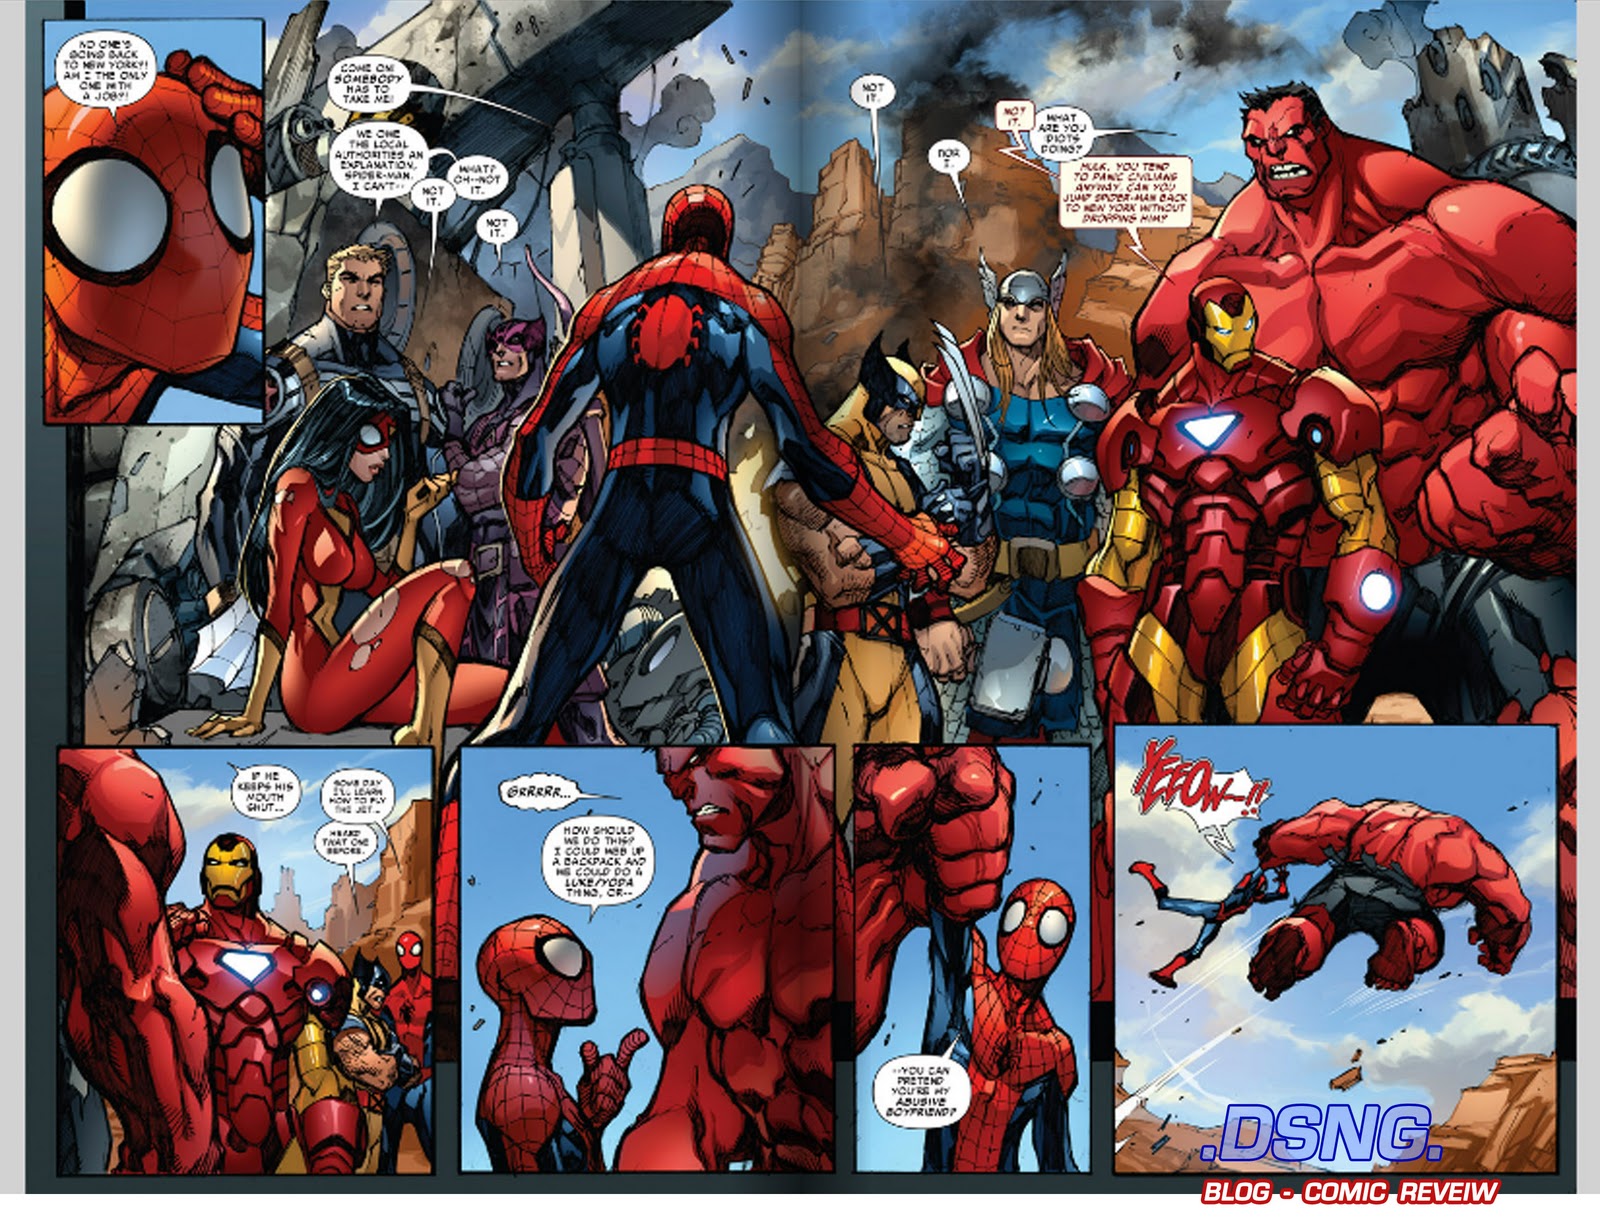 NO ONE'S
GOING BACK
TO NEW YORK?!
AM I THE ONLY
ONE WITH
A JOB?!
COME ON!
SOMEBODY
HAS TO
TAKE ME!
WE OWE
THE LOCAL
AUTHORITIES AN
EXPLANATION,
SPIDER-MAN.
I CAN'T--
NOT
IT.
WHAT?
OH--NOT
IT.
NOT
IT.
NOT
IT.
NOR
I.
NOT
IT.
WHAT
ARE YOU
IDIOTS
DOING?
HULK, YOU TEND
TO PANIC CIVILIANS
ANYWAY. CAN YOU
JUMP SPIDER-MAN BACK
TO NEW YORK WITHOUT
DROPPING HIM?
IF HE
KEEPS HIS
MOUTH
SHUT...
SOME DAY
I'LL LEARN
HOW TO FLY
THE JET...
HEARD
THAT ONE
BEFORE.
GRRRRR...
HOW SHOULD
WE DO THIS?
I COULD WEB UP
A BACKPACK AND
WE COULD DO A
LUKE/YODA
THING, OR--
--YOU CAN
PRETEND
YOU'RE MY
ABUSIVE
BOYFRIEND?
YEEOW--!!
.DSNG.
BLOG - COMIC REVEIW